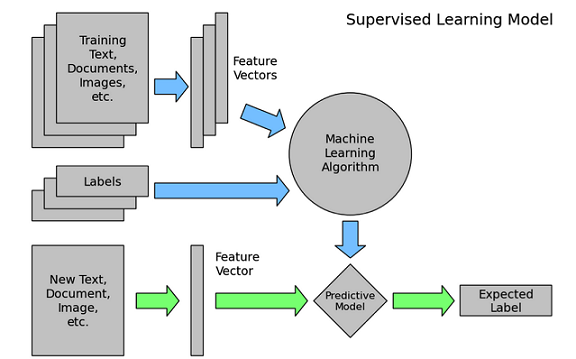 Supervised Learning Model
Training
Text,
Documents,
Images,
etc.
Feature
Vectors
Machine
Learning
Algorithm
Labels
New Text,
Document,
Image,
etc.
Feature
Vector
Predictive
Model
Expected
Label